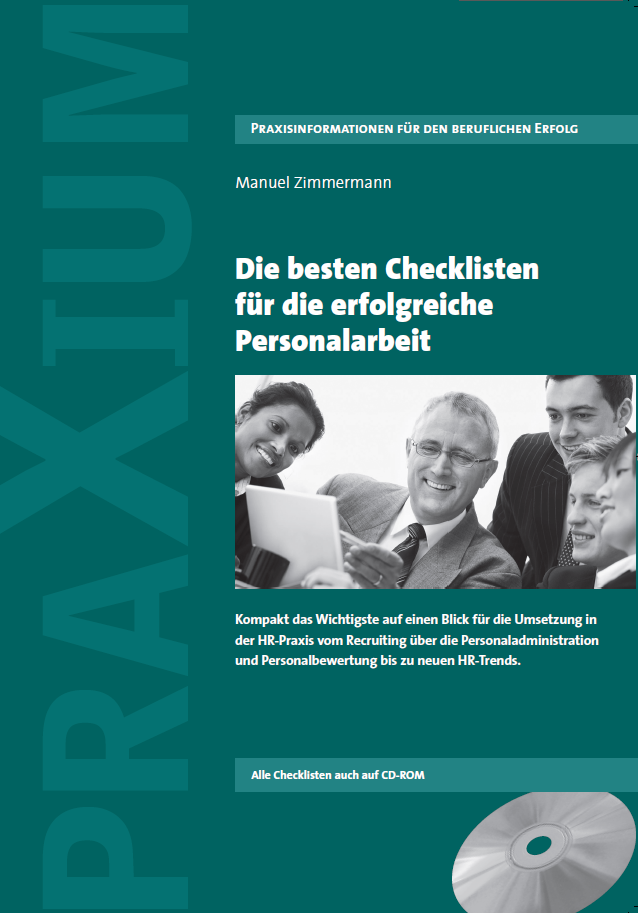 PRAXIUM
PRAXISINFORMATIONEN FÜR DEN BERUFLICHEN ERFOLG
Manuel Zimmermann
Die besten Checklisten
für die erfolgreiche
Personalarbeit
Kompakt das Wichtigste auf einen Blick für die Umsetzung in
der HR-Praxis vom Recruiting über die Personaladministration
und Personalbewertung bis zu neuen HR-Trends.
Alle Checklisten auch auf CD-ROM